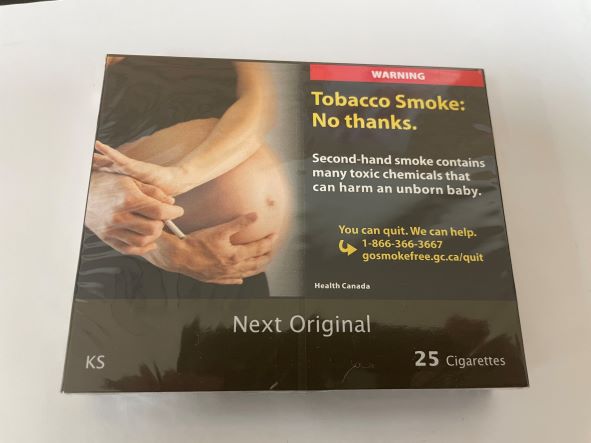 WARNING
Tobacco Smoke:
No thanks.
Second-hand smoke contains
many toxic chemicals that
can harm an unborn baby.
You can quit. We can help.
1-866-366-3667
gosmokefree.gc.ca/quit
Health Canada
Next Original
KS
25 Cigarettes